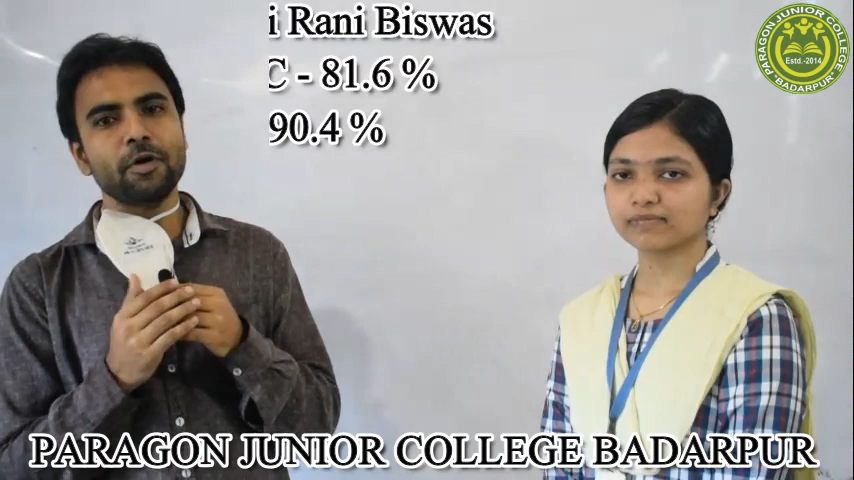 i Rani Biswas
C - 81.6 %
90.4 %
PARAGON JUNIOR COLLEGE
Estd.-2014
*BADARPUR*
PARAGON JUNIOR COLLEGE BADARPUR